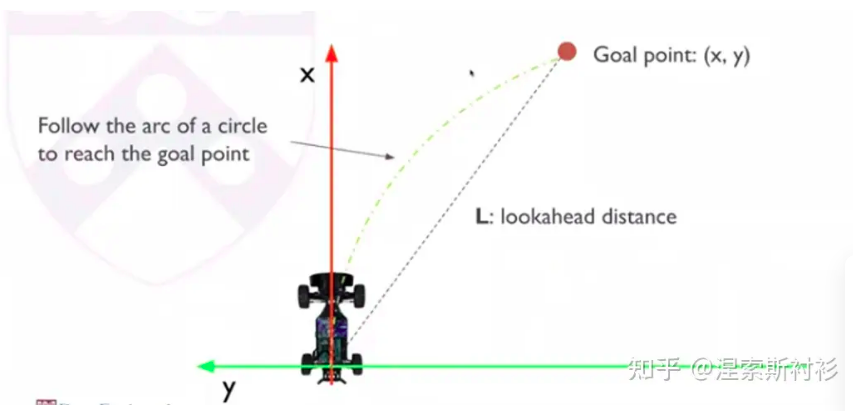 x
Goal point: (x, y)
Follow the arc of a circle
to reach the goal point
L: lookahead distance
知乎 @涅索斯衬衫
y